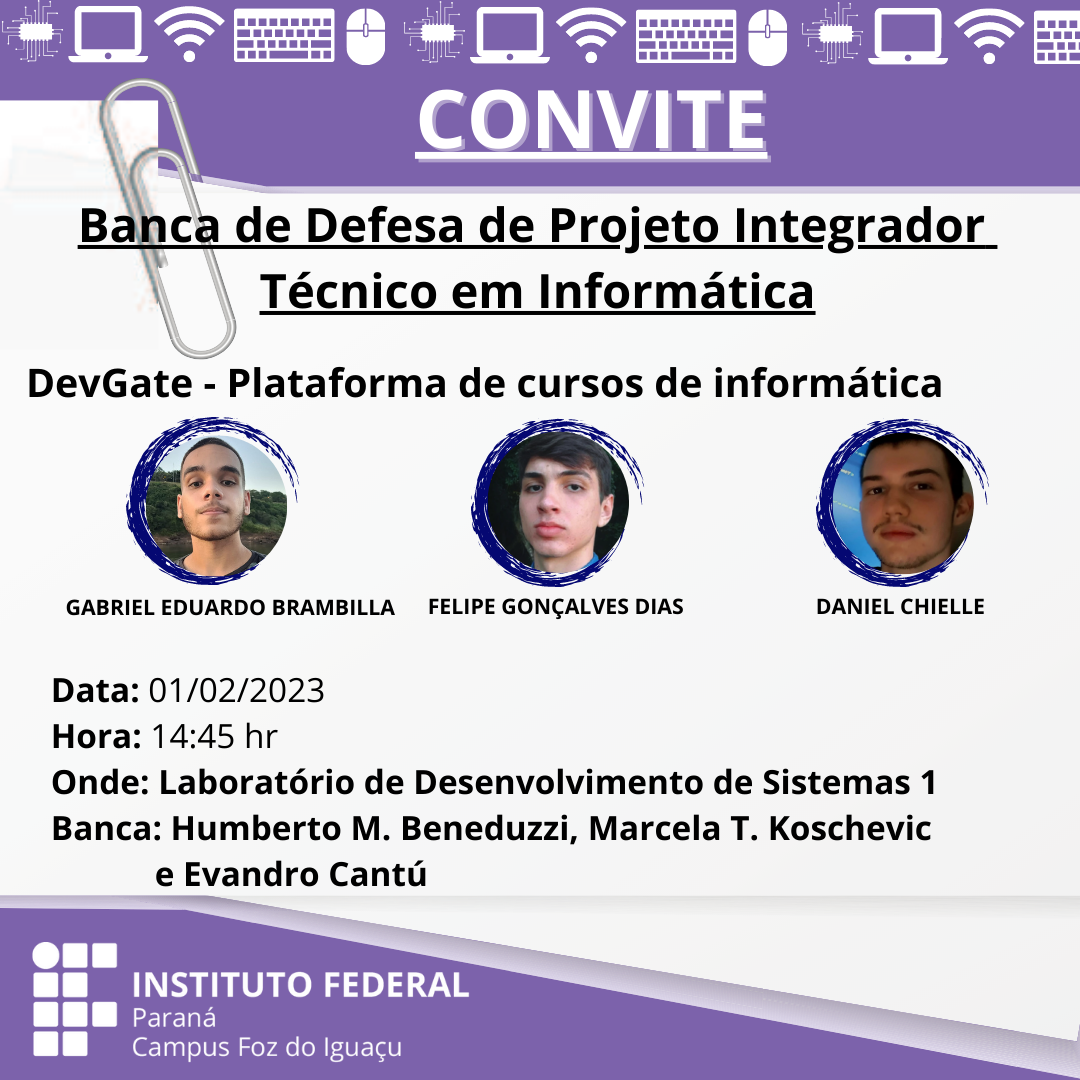 CONVITE
Banca de Defesa de Projeto Integrador
Técnico em Informática
DevGate - Plataforma de cursos de informática
GABRIEL EDUARDO BRAMBILLA
FELIPE GONÇALVES DIAS
DANIEL CHIELLE
Data: 01/02/2023
Hora: 14:45 hr
Onde: Laboratório de Desenvolvimento de Sistemas 1
Banca: Humberto M. Beneduzzi, Marcela T. Koschevic
e Evandro Cantú
INSTITUTO FEDERAL
Paraná
Campus Foz do Iguaçu